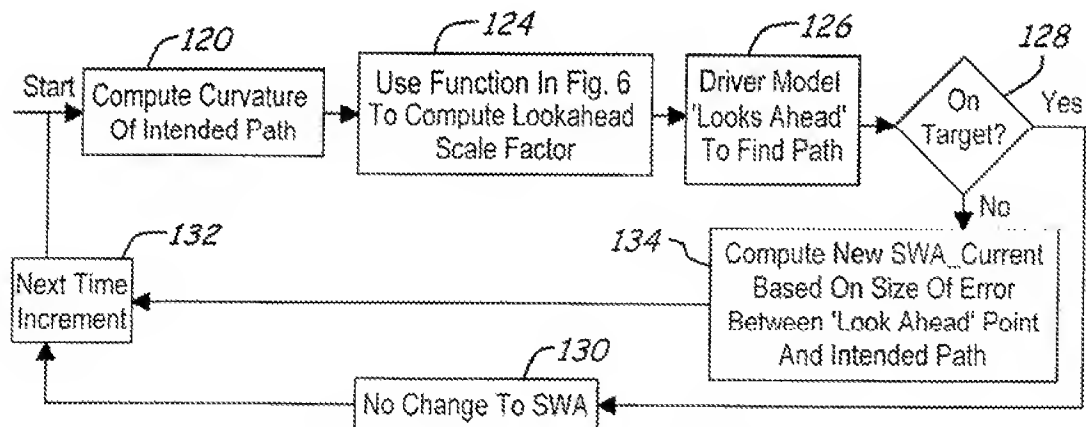 120
124
126
128
Start
Compute Curvature
Of Intended Path
Use Function In Fig. 6
To Compute Lookahead
Scale Factor
Driver Model
'Looks Ahead'
To Find Path
On
Target?
Yes
No
132
134
Next Time
Increment
Compute New SWA_Current
Based On Size Of Error
Between 'Look Ahead' Point
And Intended Path
130
No Change To SWA